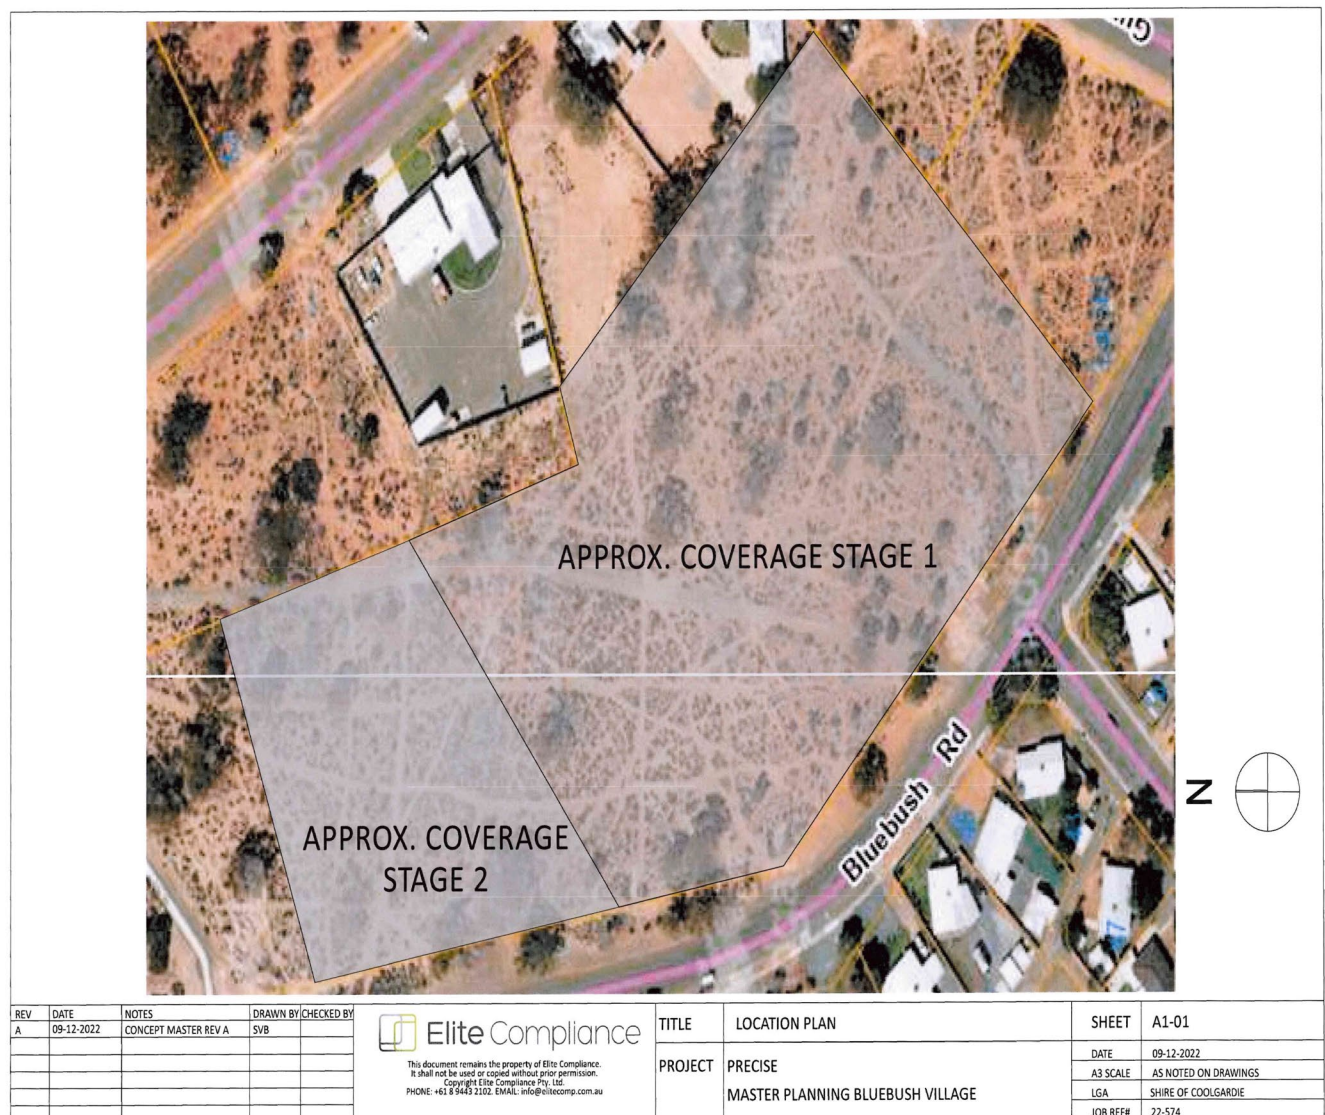 APPROX. COVERAGE STAGE 1
APPROX. COVERAGE
STAGE 2
Bluebush Rd
N
REV DATE NOTES DRAWN BY CHECKED BY
A 09-12-2022 CONCEPT MASTER REV A SVB
Elite Compliance
This document remains the property of Elite Compliance.
It shall not be used or copied without prior permission.
Copyright Elite Compliance Pty. Ltd.
PHONE: +61 8 9443 2102. EMAIL: info@elitecomp.com.au
TITLE LOCATION PLAN
PROJECT PRECISE
MASTER PLANNING BLUEBUSH VILLAGE
SHEET A1-01
DATE 09-12-2022
A3 SCALE AS NOTED ON DRAWINGS
LGA SHIRE OF COOLGARDIE
JOB REF# 22-574